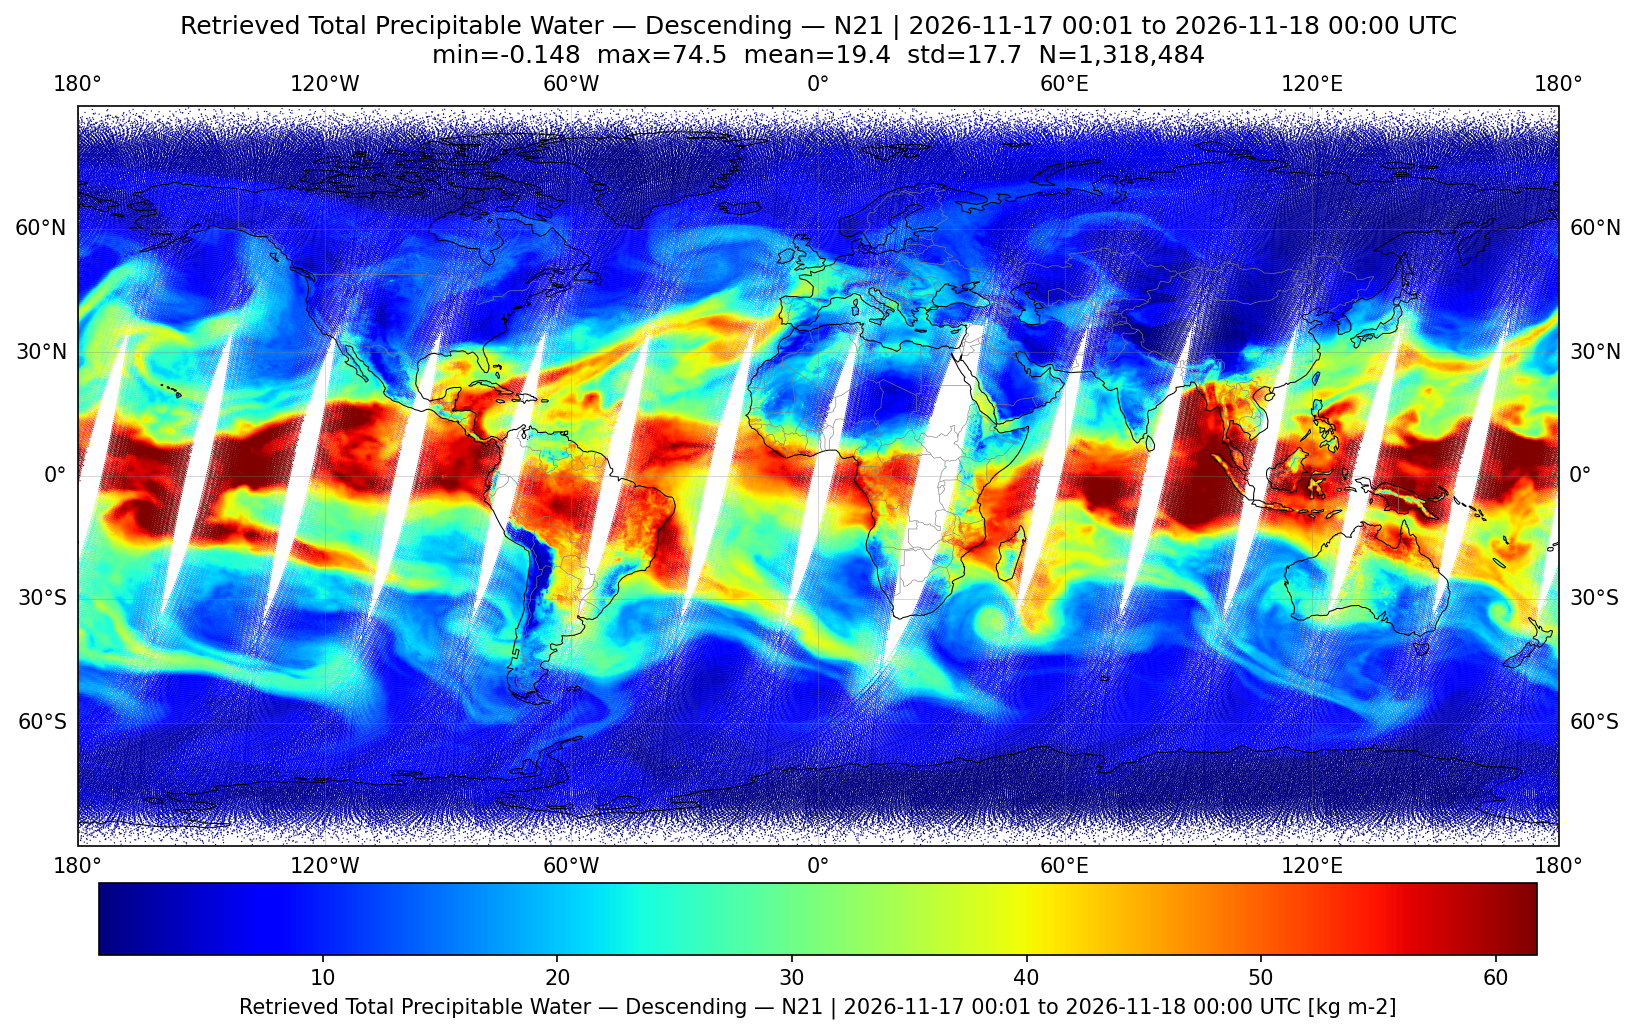 Retrieved Total Precipitable Water — Descending — N21 | 2026-11-17 00:01 to 2026-11-18 00:00 UTC
min=-0.148  max=74.5  mean=19.4  std=17.7  N=1,318,484
180° 120°W 60°W 0° 60°E 120°E 180°
60°N 60°N
30°N 30°N
0° 0°
30°S 30°S
60°S 60°S
180° 120°W 60°W 0° 60°E 120°E 180°
10 20 30 40 50 60
Retrieved Total Precipitable Water — Descending — N21 | 2026-11-17 00:01 to 2026-11-18 00:00 UTC [kg m-2]